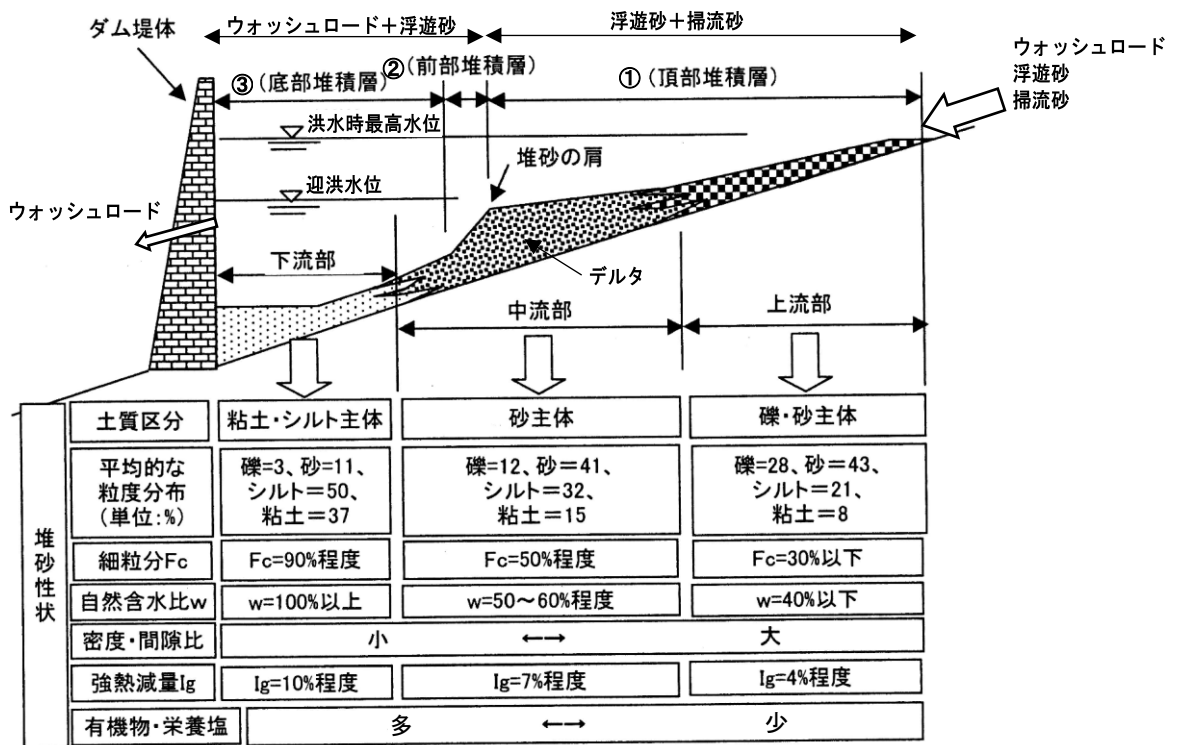 ダム堤体
ウォッシュロード＋浮遊砂
浮遊砂＋掃流砂
ウォッシュロード
浮遊砂
掃流砂
③(底部堆積層)
②(前部堆積層)
①(頂部堆積層)
洪水時最高水位
堆砂の肩
迎洪水位
ウォッシュロード
下流部
デルタ
中流部
上流部
堆砂性状
土質区分
粘土・シルト主体
砂主体
礫・砂主体
平均的な
粒度分布
(単位:%)
礫=3、砂=11、
シルト=50、
粘土=37
礫=12、砂=41、
シルト=32、
粘土=15
礫=28、砂=43、
シルト=21、
粘土=8
細粒分Fc
Fc=90%程度
Fc=50%程度
Fc=30%以下
自然含水比w
w=100%以上
w=50～60%程度
w=40%以下
密度・間隙比
小 ←→ 大
強熱減量Ig
Ig=10%程度
Ig=7%程度
Ig=4%程度
有機物・栄養塩
多 ←→ 少